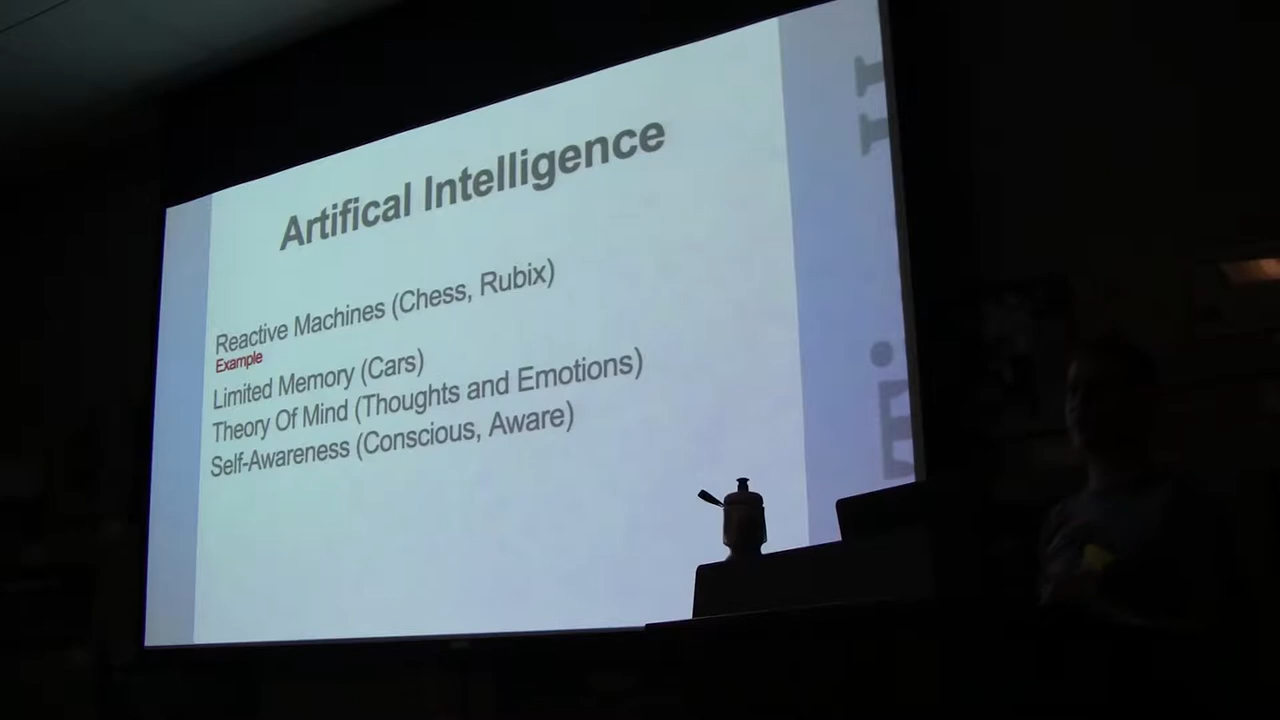 Artifical Intelligence
Reactive Machines (Chess, Rubix)
Example
Limited Memory (Cars)
Theory Of Mind (Thoughts and Emotions)
Self-Awareness (Conscious, Aware)